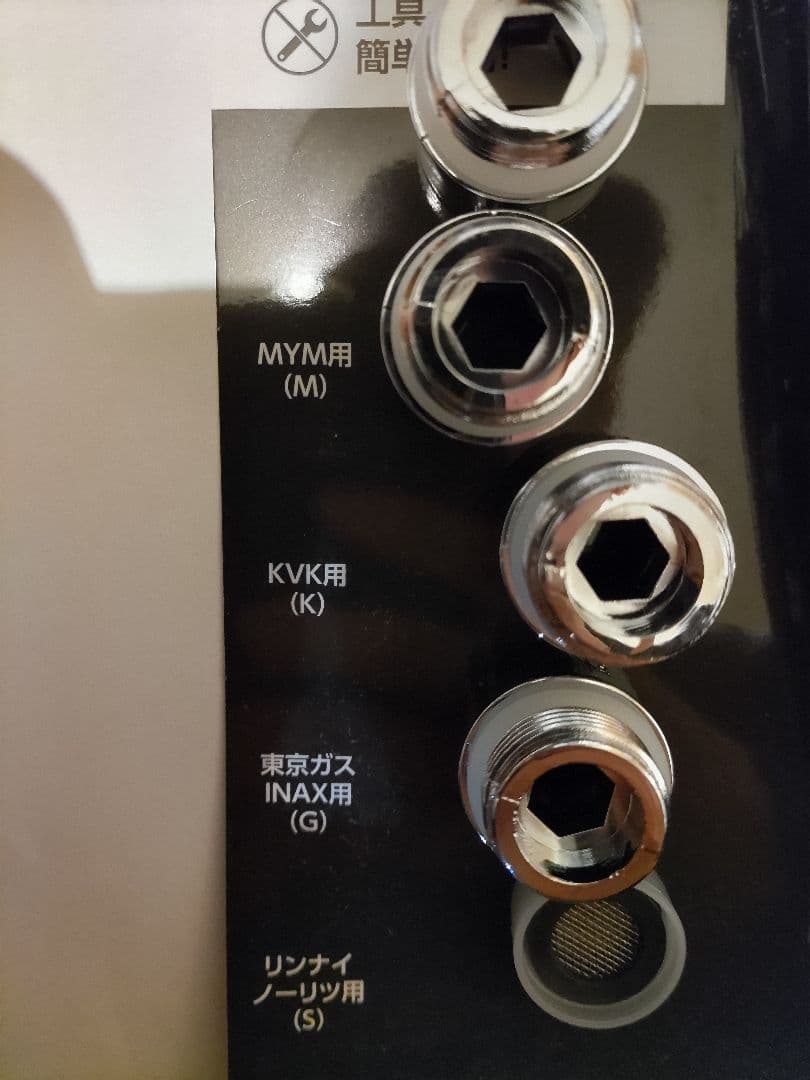 工具
簡単
MYM用
(M)
KVK用
(K)
東京ガス
INAX用
(G)
リンナイ
ノーリツ用
(S)